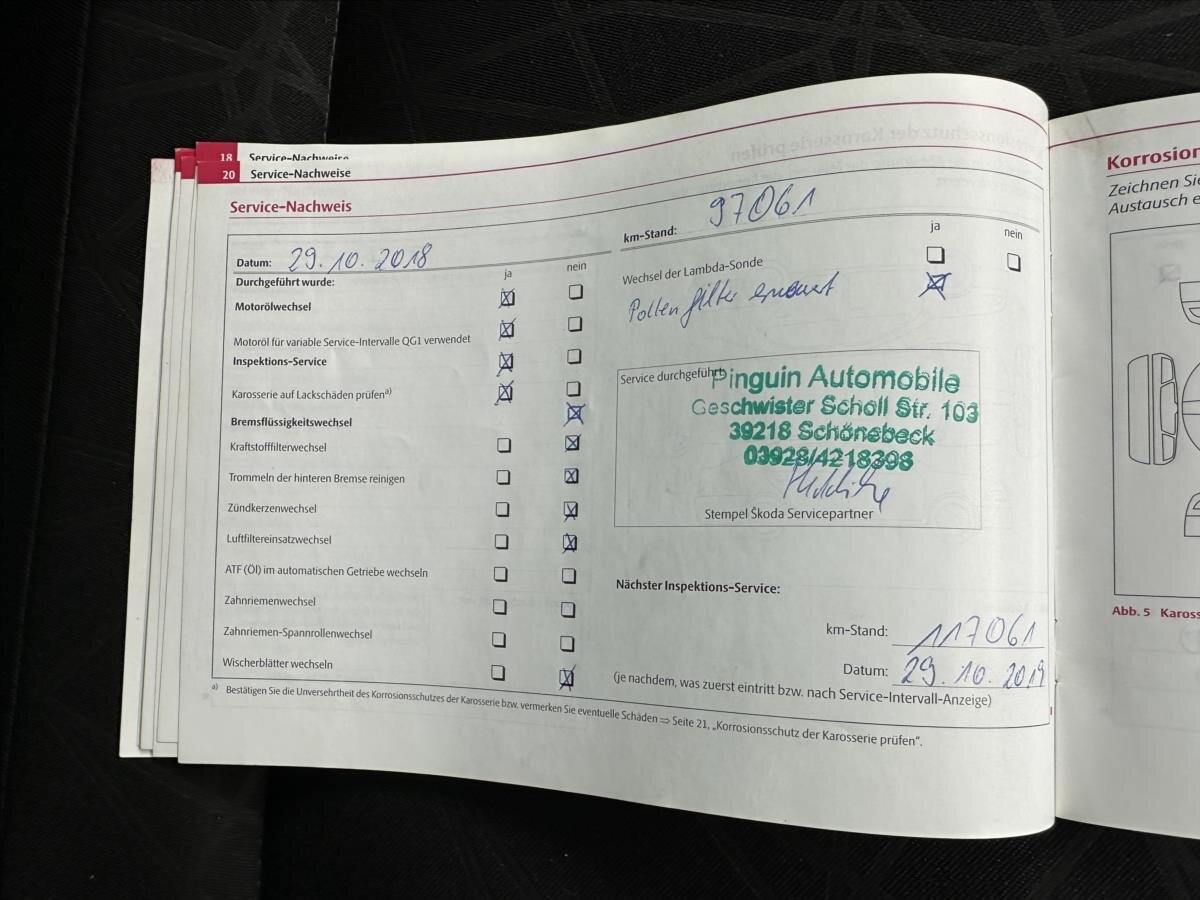 18 Service-Nachweise
20 Service-Nachweise
Service-Nachweis
Datum: 29.10.2018
ja nein
Durchgeführt wurde:
Motorölwechsel
Motoröl für variable Service-Intervalle QG1 verwendet
Inspektions-Service
Karosserie auf Lackschäden prüfen a)
Bremsflüssigkeitswechsel
Kraftstofffilterwechsel
Trommeln der hinteren Bremse reinigen
Zündkerzenwechsel
Luftfiltereinsatzwechsel
ATF (Öl) im automatischen Getriebe wechseln
Zahnriemenwechsel
Zahnriemen-Spannrollenwechsel
Wischerblätter wechseln
a) Bestätigen Sie die Unversehrtheit des Korrosionsschutzes der Karosserie bzw. vermerken Sie eventuelle Schäden ⇒ Seite 21, „Korrosionsschutz der Karosserie prüfen“.
km-Stand: 97061
ja nein
Wechsel der Lambda-Sonde
Pollen filter erneuert
Service durchgeführt
Pinguin Automobile
Geschwister Scholl Str. 103
39218 Schönebeck
03928/4218398
Stempel Škoda Servicepartner
Nächster Inspektions-Service:
km-Stand: 117061
Datum: 29.10.2019
(je nachdem, was zuerst eintritt bzw. nach Service-Intervall-Anzeige)
Korrosion
Zeichnen Sie
Austausch e
Abb. 5 Kaross